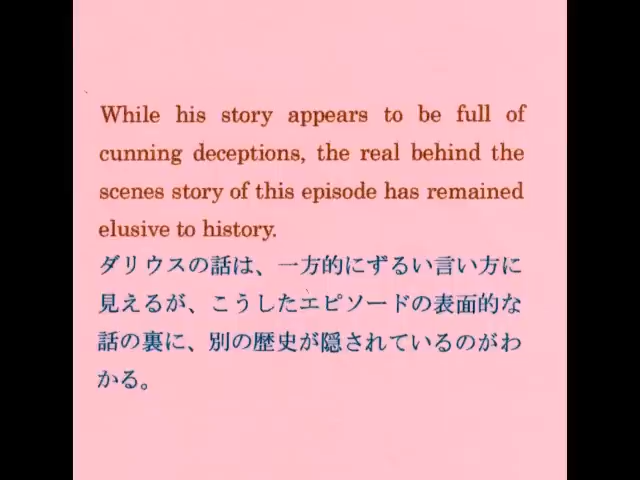 While his story appears to be full of
cunning deceptions, the real behind the
scenes story of this episode has remained
elusive to history.
ダリウスの話は、一方的にずるい言い方に
見えるが、こうしたエピソードの表面的な
話の裏に、別の歴史が隠されているのがわ
かる。